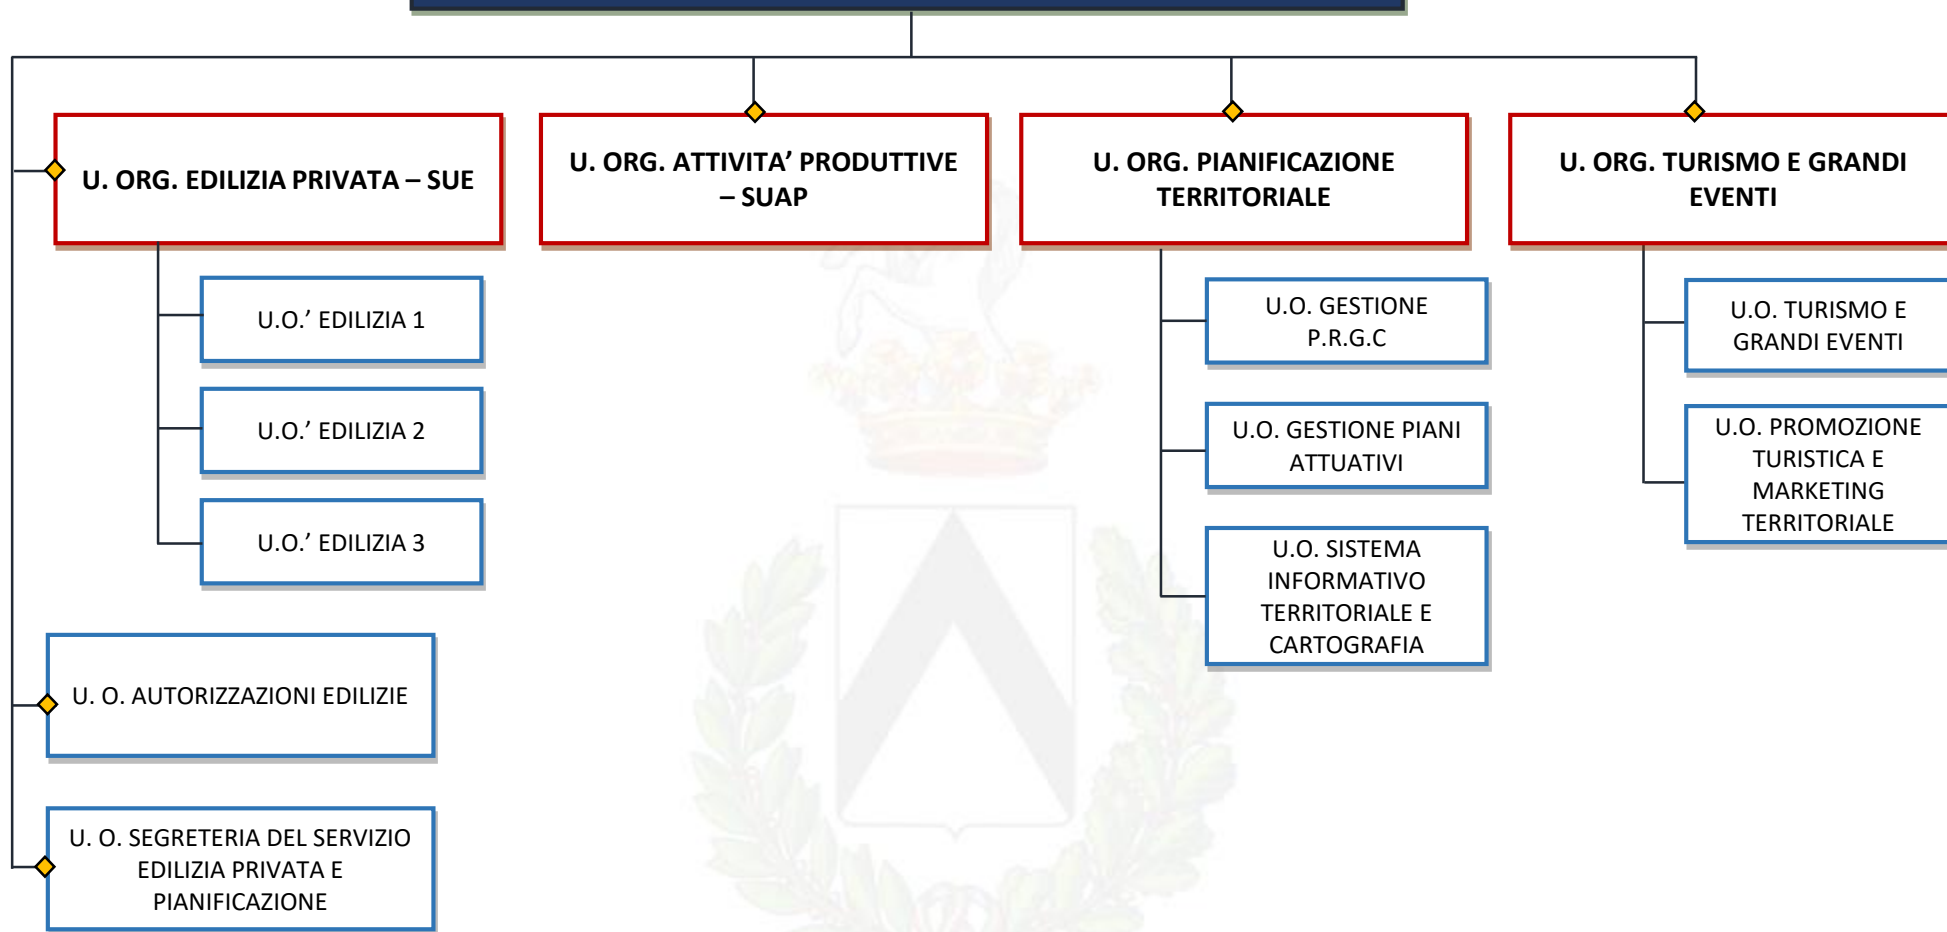 U. ORG. EDILIZIA PRIVATA – SUE
U.O.’ EDILIZIA 1
U.O.’ EDILIZIA 2
U.O.’ EDILIZIA 3
U. O. AUTORIZZAZIONI EDILIZIE
U. O. SEGRETERIA DEL SERVIZIO
EDILIZIA PRIVATA E
PIANIFICAZIONE
U. ORG. ATTIVITA’ PRODUTTIVE
– SUAP
U. ORG. PIANIFICAZIONE
TERRITORIALE
U.O. GESTIONE
P.R.G.C
U.O. GESTIONE PIANI
ATTUATIVI
U.O. SISTEMA
INFORMATIVO
TERRITORIALE E
CARTOGRAFIA
U. ORG. TURISMO E GRANDI
EVENTI
U.O. TURISMO E
GRANDI EVENTI
U.O. PROMOZIONE
TURISTICA E
MARKETING
TERRITORIALE